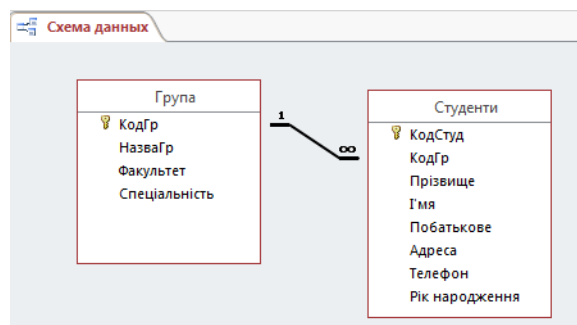 Схема данных
Група
КодГр
НазваГр
Факультет
Спеціальність
1
∞
Студенти
КодСтуд
КодГр
Прізвище
І'мя
Побатькове
Адреса
Телефон
Рік народження